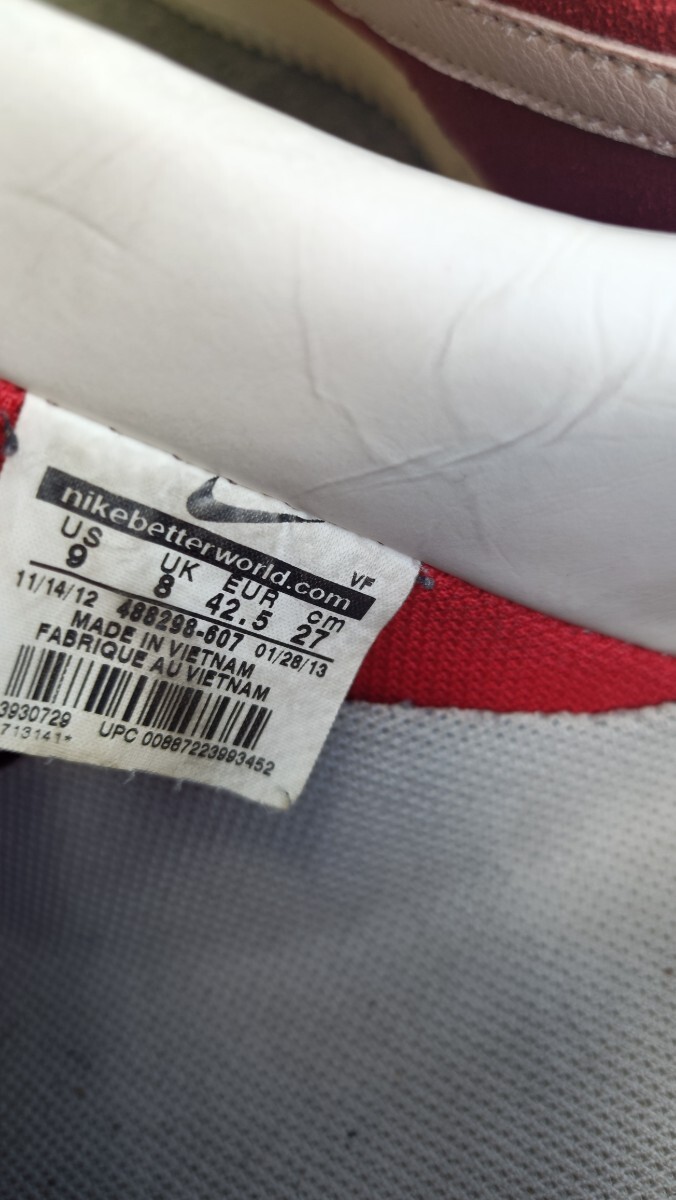 nikebetterworld.com
VF
US UK EUR cm
9 8 42.5 27
11/14/12 488298-607 01/28/13
MADE IN VIETNAM
FABRIQUE AU VIETNAM
3930729 UPC 00887223993452
713141*